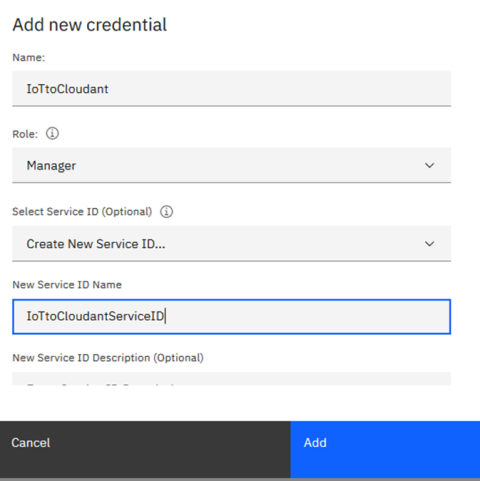 Add new credential
Name:
IoTtoCloudant
Role:
Manager
Select Service ID (Optional)
Create New Service ID...
New Service ID Name
IoTtoCloudantServiceID
New Service ID Description (Optional)
Cancel
Add